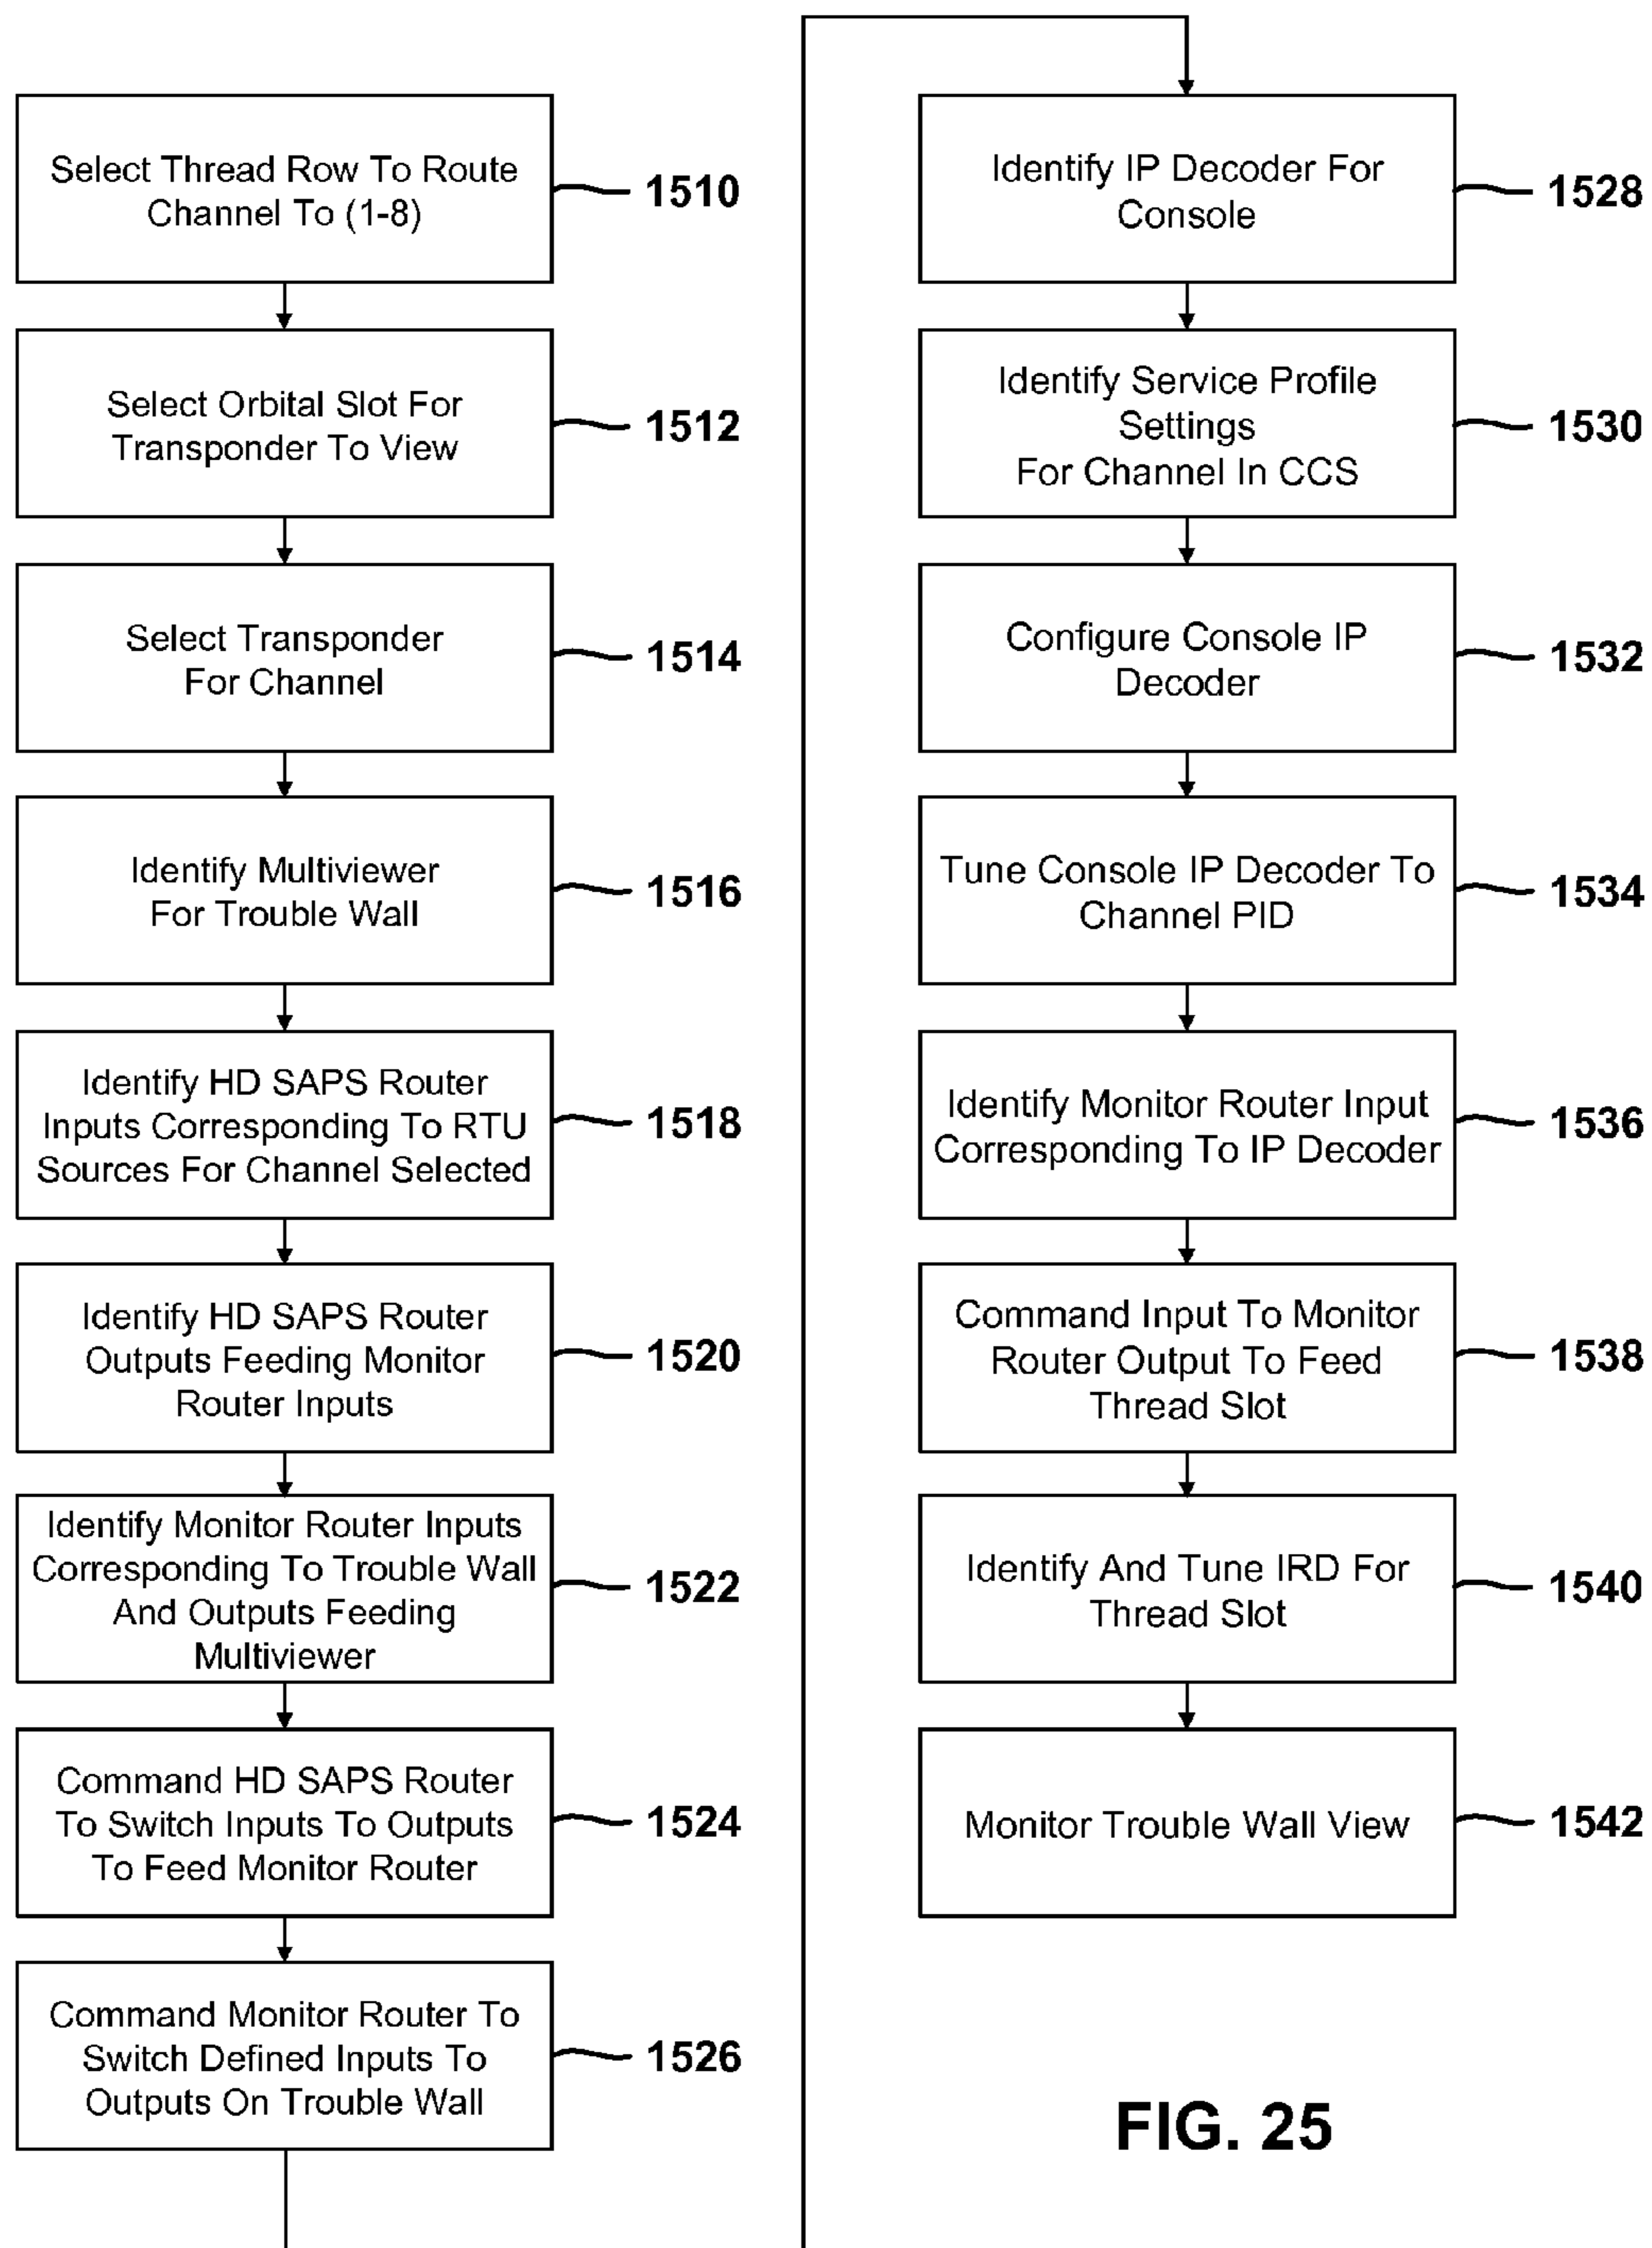 Select Thread Row To Route
Channel To (1-8)
1510
Select Orbital Slot For
Transponder To View
1512
Select Transponder
For Channel
1514
Identify Multiviewer
For Trouble Wall
1516
Identify HD SAPS Router
Inputs Corresponding To RTU
Sources For Channel Selected
1518
Identify HD SAPS Router
Outputs Feeding Monitor
Router Inputs
1520
Identify Monitor Router Inputs
Corresponding To Trouble Wall
And Outputs Feeding
Multiviewer
1522
Command HD SAPS Router
To Switch Inputs To Outputs
To Feed Monitor Router
1524
Command Monitor Router To
Switch Defined Inputs To
Outputs On Trouble Wall
1526
Identify IP Decoder For
Console
1528
Identify Service Profile
Settings
For Channel In CCS
1530
Configure Console IP
Decoder
1532
Tune Console IP Decoder To
Channel PID
1534
Identify Monitor Router Input
Corresponding To IP Decoder
1536
Command Input To Monitor
Router Output To Feed
Thread Slot
1538
Identify And Tune IRD For
Thread Slot
1540
Monitor Trouble Wall View
1542
FIG. 25